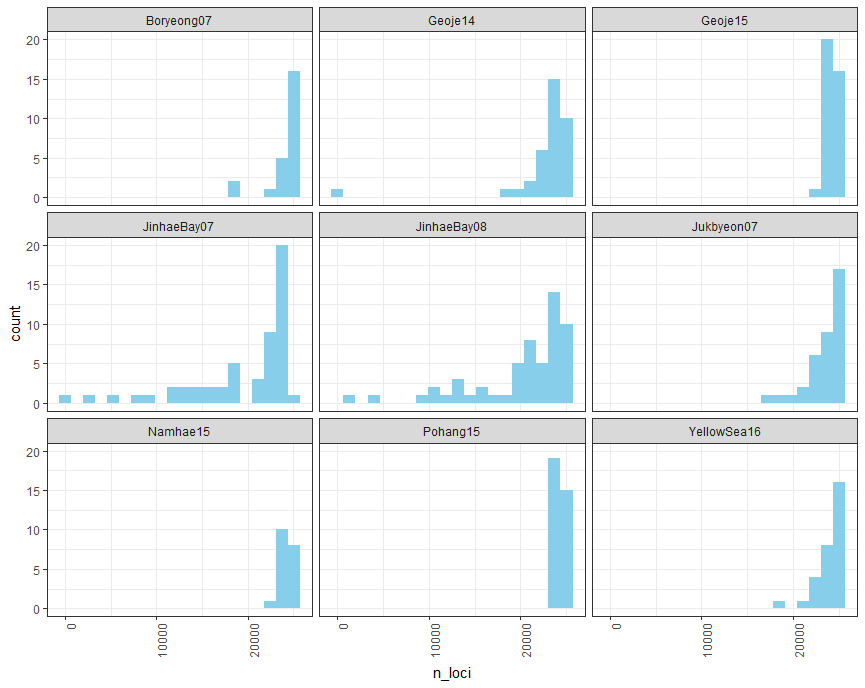 Boryeong07 Geoje14 Geoje15
20
15
10
5
0
JinhaeBay07 JinhaeBay08 Jukbyeon07
20
15
10
5
0
count
Namhae15 Pohang15 YellowSea16
20
15
10
5
0
0 10000 20000 0 10000 20000 0 10000 20000
n_loci